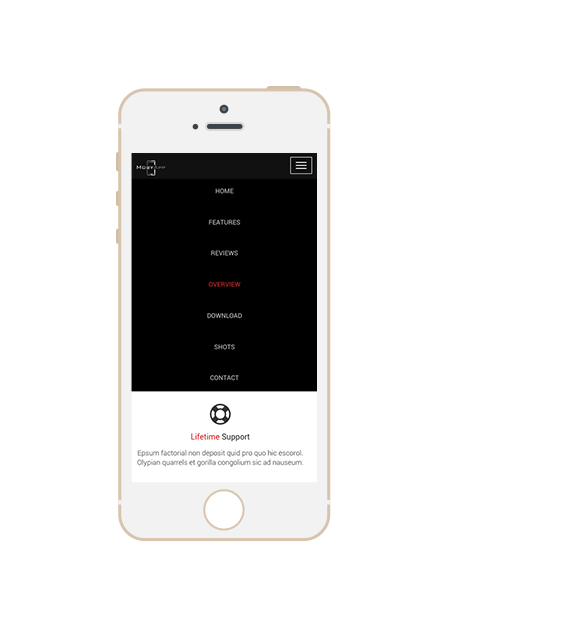 MOBYAPP
HOME
FEATURES
REVIEWS
OVERVIEW
DOWNLOAD
SHOTS
CONTACT
Lifetime Support
Epsum factorial non deposit quid pro quo hic escorol.
Olypian quarrels et gorilla congolium sic ad nauseum.